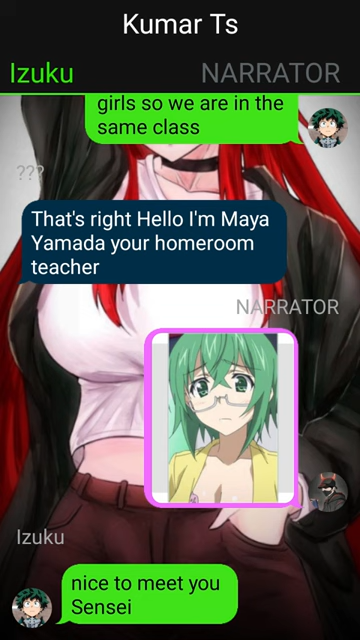 Kumar Ts
Izuku
NARRATOR
girls so we are in the
same class
???
That's right Hello I'm Maya
Yamada your homeroom
teacher
NARRATOR
Izuku
nice to meet you
Sensei